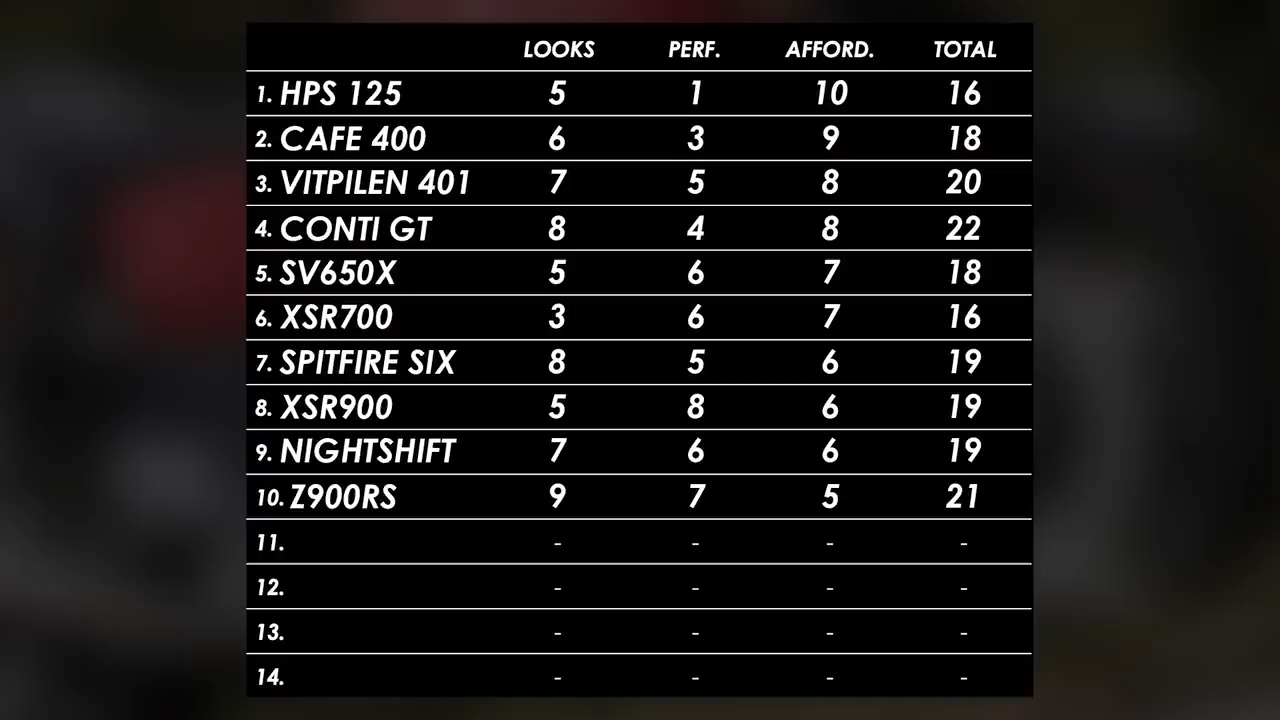 LOOKS PERF. AFFORD. TOTAL
1. HPS 125 5 1 10 16
2. CAFE 400 6 3 9 18
3. VITPILEN 401 7 5 8 20
4. CONTI GT 8 4 8 22
5. SV650X 5 6 7 18
6. XSR700 3 6 7 16
7. SPITFIRE SIX 8 5 6 19
8. XSR900 5 8 6 19
9. NIGHTSHIFT 7 6 6 19
10. Z900RS 9 7 5 21
11. - - - -
12. - - - -
13. - - - -
14. - - - -